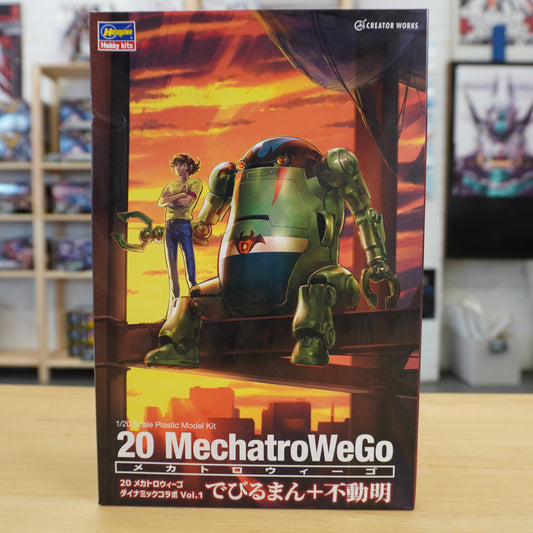 Hasegawa
Hobby kits
CREATOR WORKS
1/20 Scale Plastic Model Kit
20 MechatroWeGo
メカトロウィーゴ
20 メカトロウィーゴ
ダイナミックコラボ Vol.1
でびるまん+不動明